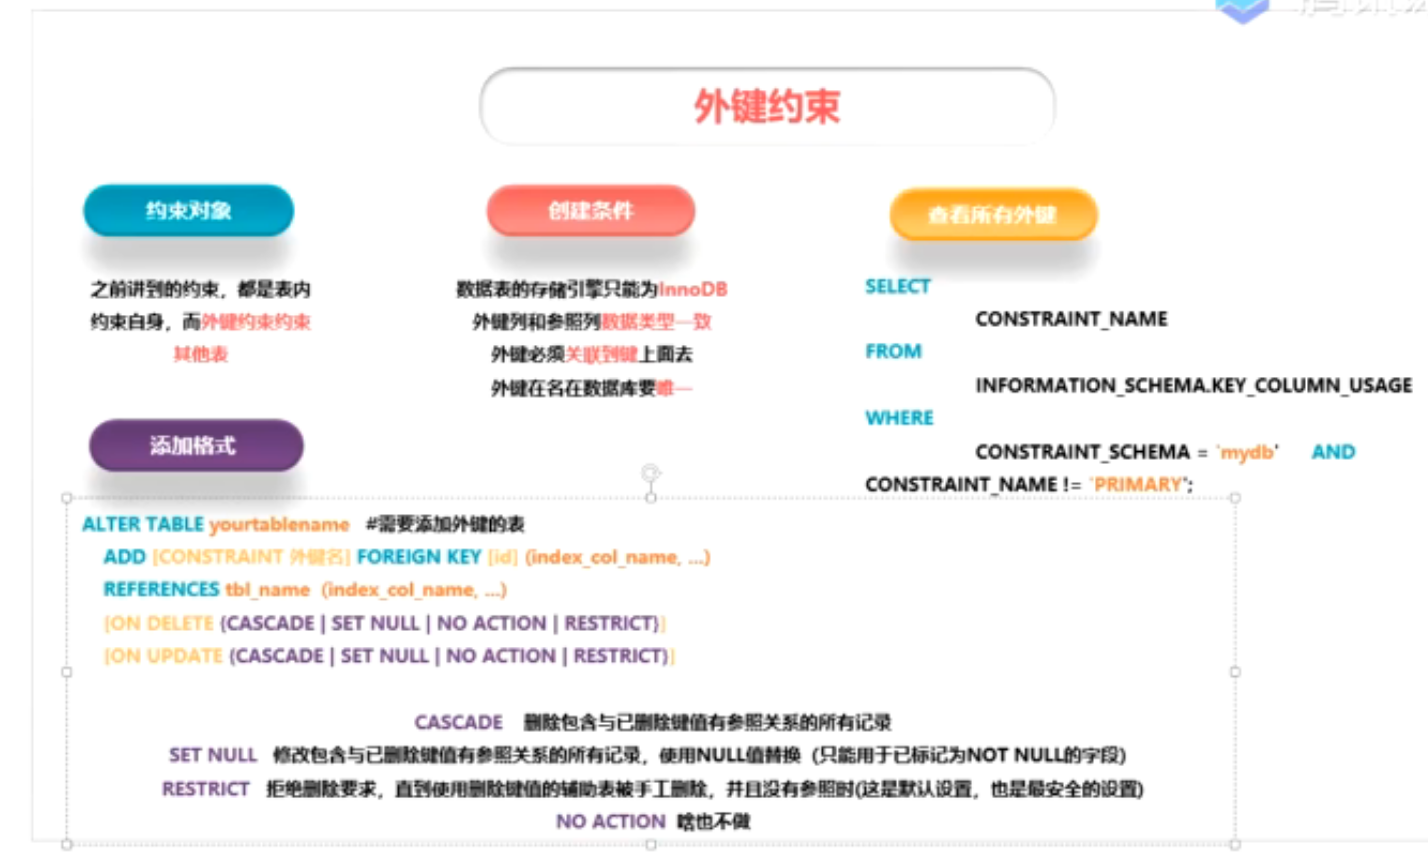 外键约束
约束对象
之前讲到的约束，都是表内
约束自身，而外键约束约束
其他表
创建条件
数据表的存储引擎只能为InnoDB
外键列和参照列数据类型一致
外键必须关联到键上面去
外键在名在数据库要唯一
查看所有外键
SELECT
CONSTRAINT_NAME
FROM
INFORMATION_SCHEMA.KEY_COLUMN_USAGE
WHERE
CONSTRAINT_SCHEMA = 'mydb' AND
CONSTRAINT_NAME != 'PRIMARY';
添加格式
ALTER TABLE yourtablename #需要添加外键的表
ADD [CONSTRAINT 外键名] FOREIGN KEY [id] (index_col_name, ...)
REFERENCES tbl_name (index_col_name, ...)
[ON DELETE {CASCADE | SET NULL | NO ACTION | RESTRICT}]
[ON UPDATE {CASCADE | SET NULL | NO ACTION | RESTRICT}]
CASCADE 删除包含与已删除键值有参照关系的所有记录
SET NULL 修改包含与已删除键值有参照关系的所有记录，使用NULL值替换（只能用于已标记为NOT NULL的字段）
RESTRICT 拒绝删除要求，直到使用删除键值的辅助表被手工删除，并且没有参照时(这是默认设置，也是最安全的设置)
NO ACTION 啥也不做